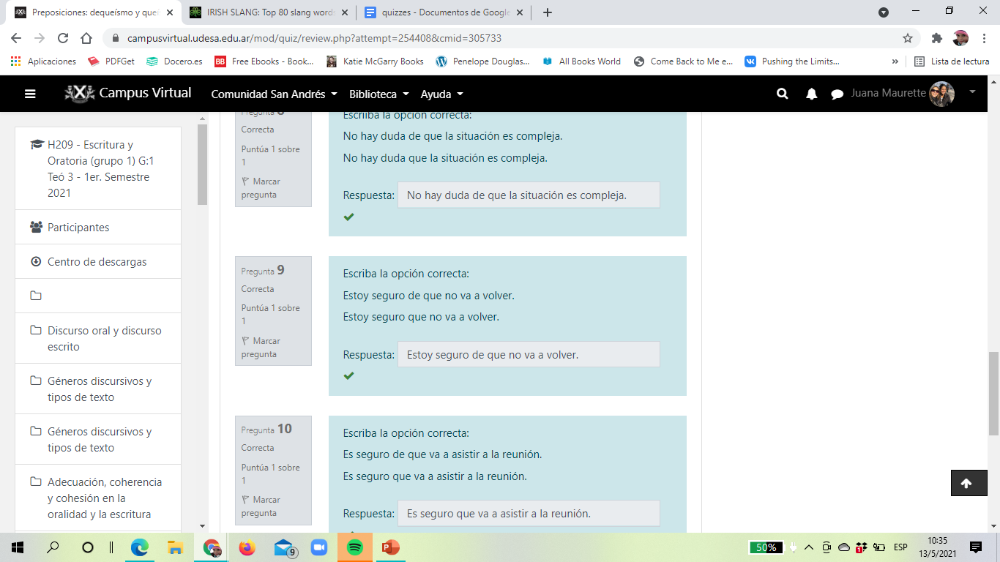 Preposiciones: dequeísmo y que
IRISH SLANG: Top 80 slang words
quizzes - Documentos de Google
campusvirtual.udesa.edu.ar/mod/quiz/review.php?attempt=254408&cmid=305733
Aplicaciones
PDFGet
Docero.es
Free Ebooks - Book...
Katie McGarry Books
Penelope Douglas...
All Books World
Come Back to Me e...
Pushing the Limits...
»
Lista de lectura
Campus Virtual
Comunidad San Andrés
Biblioteca
Ayuda
Juana Maurette
H209 - Escritura y
Oratoria (grupo 1) G:1
Teó 3 - 1er. Semestre
2021
Participantes
Centro de descargas
Discurso oral y discurso
escrito
Géneros discursivos y
tipos de texto
Géneros discursivos y
tipos de texto
Adecuación, coherencia
y cohesión en la
oralidad y la escritura
Pregunta 8
Correcta
Puntúa 1 sobre
1
Marcar
pregunta
Escriiba la opción correcta:
No hay duda de que la situación es compleja.
No hay duda que la situación es compleja.
Respuesta: No hay duda de que la situación es compleja.
Pregunta 9
Correcta
Puntúa 1 sobre
1
Marcar
pregunta
Escriba la opción correcta:
Estoy seguro de que no va a volver.
Estoy seguro que no va a volver.
Respuesta: Estoy seguro de que no va a volver.
Pregunta 10
Correcta
Puntúa 1 sobre
1
Marcar
pregunta
Escriba la opción correcta:
Es seguro de que va a asistir a la reunión.
Es seguro que va a asistir a la reunión.
Respuesta: Es seguro que va a asistir a la reunión.
9
50%
ESP
10:35
13/5/2021